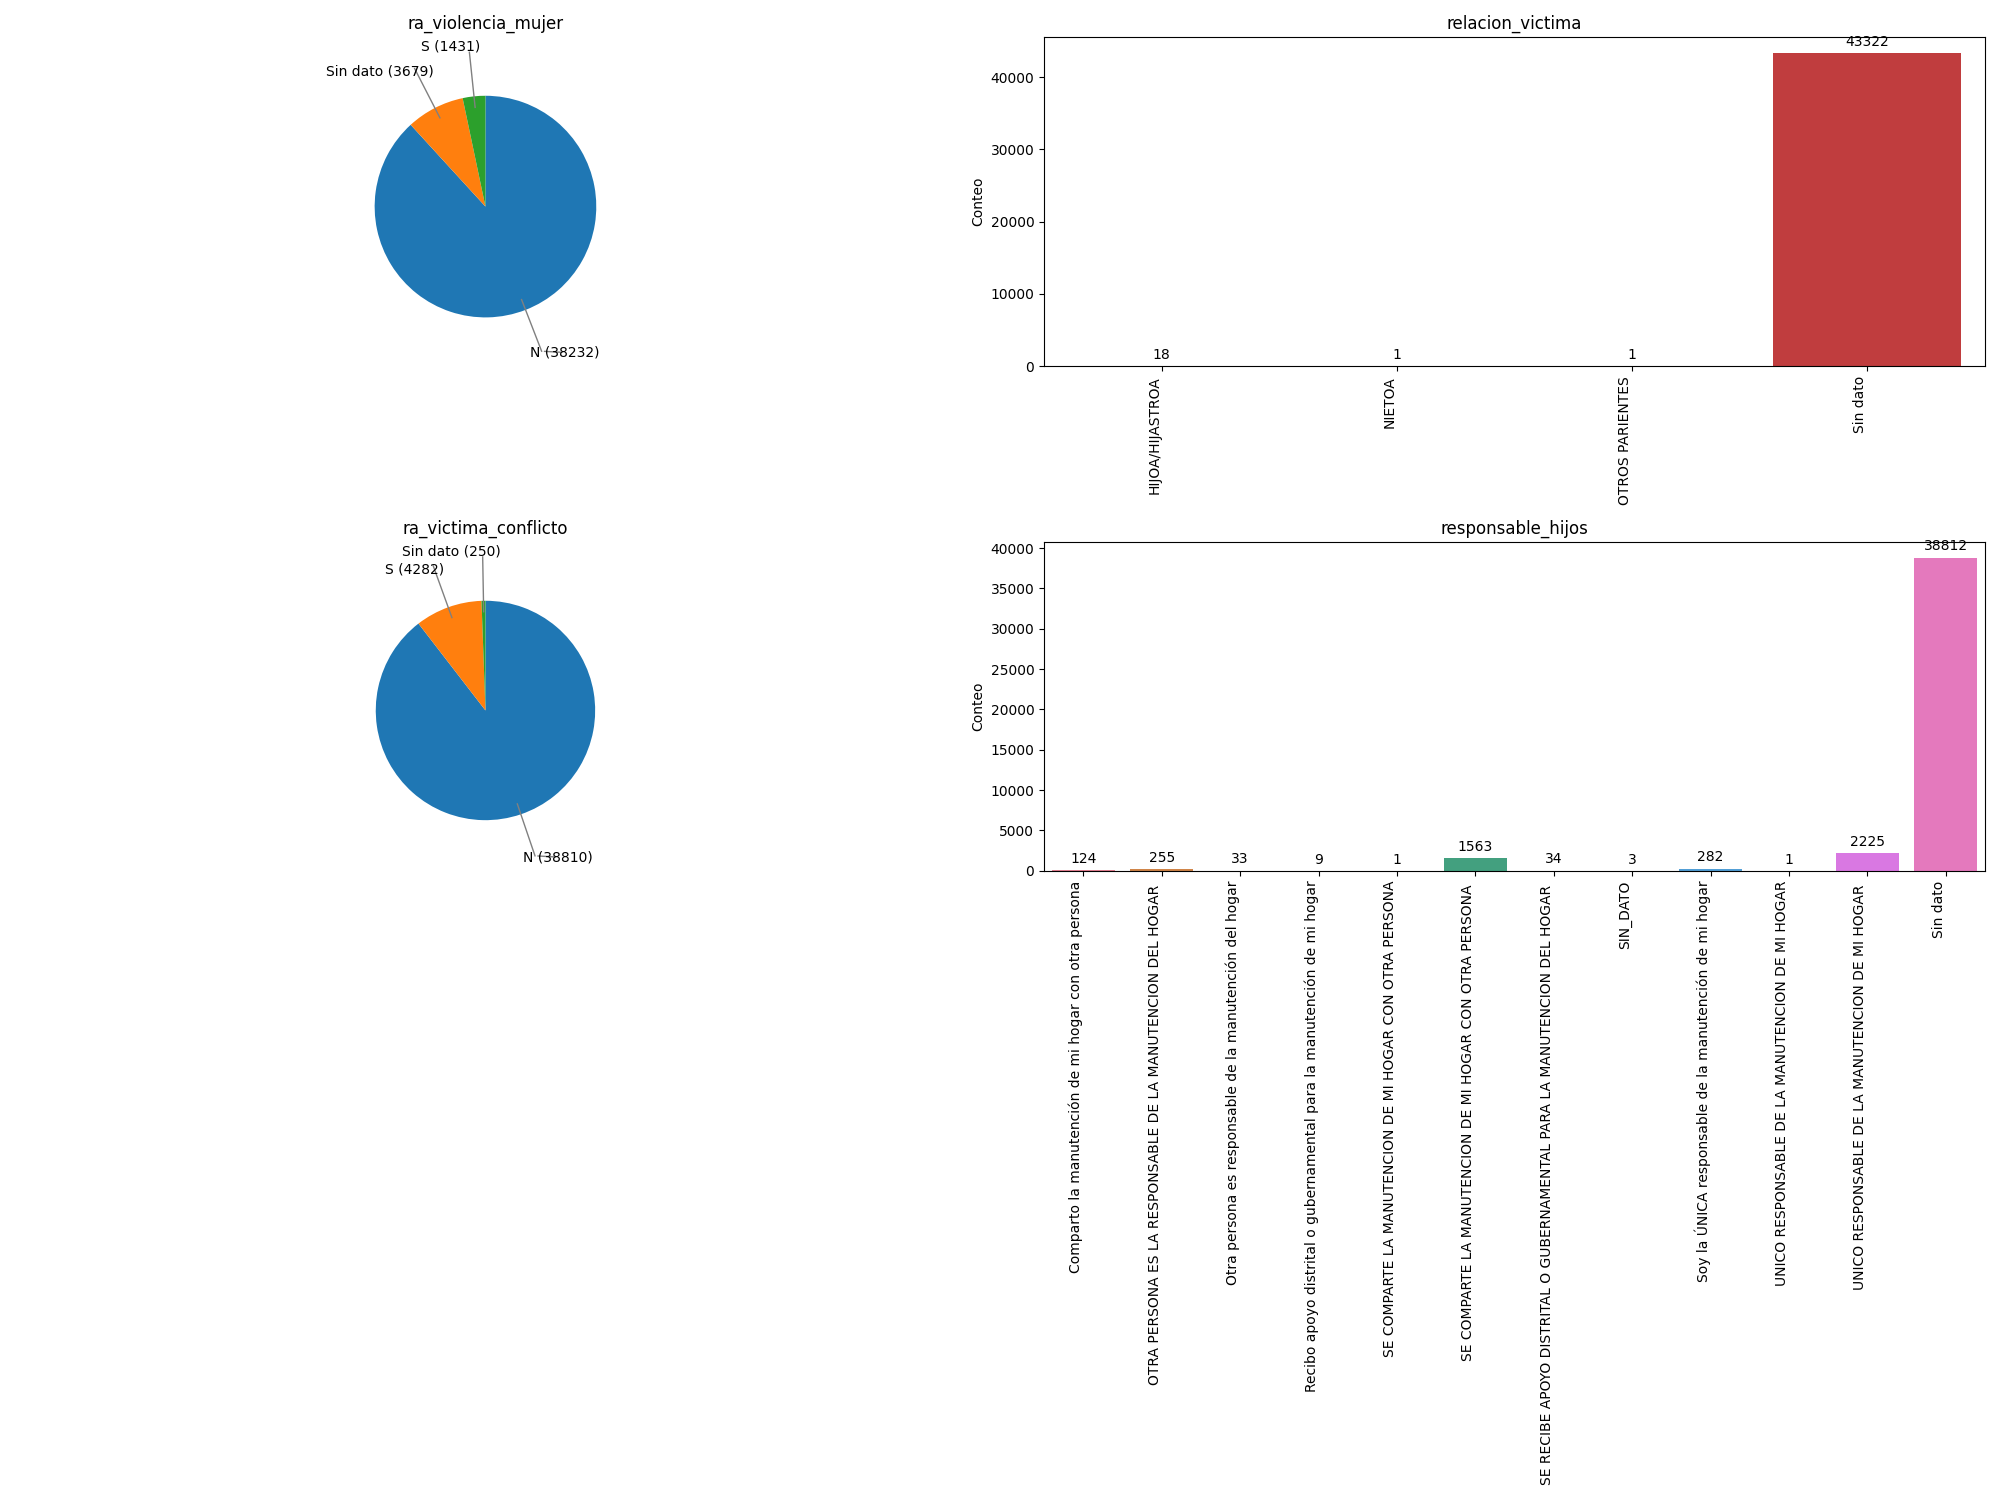 ra_violencia_mujer
S (1431)
Sin dato (3679)
N (38232)
relacion_victima
Conteo
40000
30000
20000
10000
0
18
1
1
43322
HIJOA/HIJASTROA
NIETOA
OTROS PARIENTES
Sin dato
ra_victima_conflicto
Sin dato (250)
S (4282)
N (38810)
responsable_hijos
Conteo
40000
35000
30000
25000
20000
15000
10000
5000
0
124
255
33
9
1
1563
34
3
282
1
2225
38812
Comparto la manutención de mi hogar con otra persona
OTRA PERSONA ES LA RESPONSABLE DE LA MANUTENCION DEL HOGAR
Otra persona es responsable de la manutención del hogar
Recibo apoyo distrital o gubernamental para la manutención de mi hogar
SE COMPARTE LA MANUTENCION DE MI HOGAR CON OTRA PERSONA
SE COMPARTE LA MANUTENCION DE MI HOGAR CON OTRA PERSONA
SE RECIBE APOYO DISTRITAL O GUBERNAMENTAL PARA LA MANUTENCION DEL HOGAR
SIN_DATO
Soy la ÚNICA responsable de la manutención de mi hogar
UNICO RESPONSABLE DE LA MANUTENCION DE MI HOGAR
UNICO RESPONSABLE DE LA MANUTENCION DE MI HOGAR
Sin dato